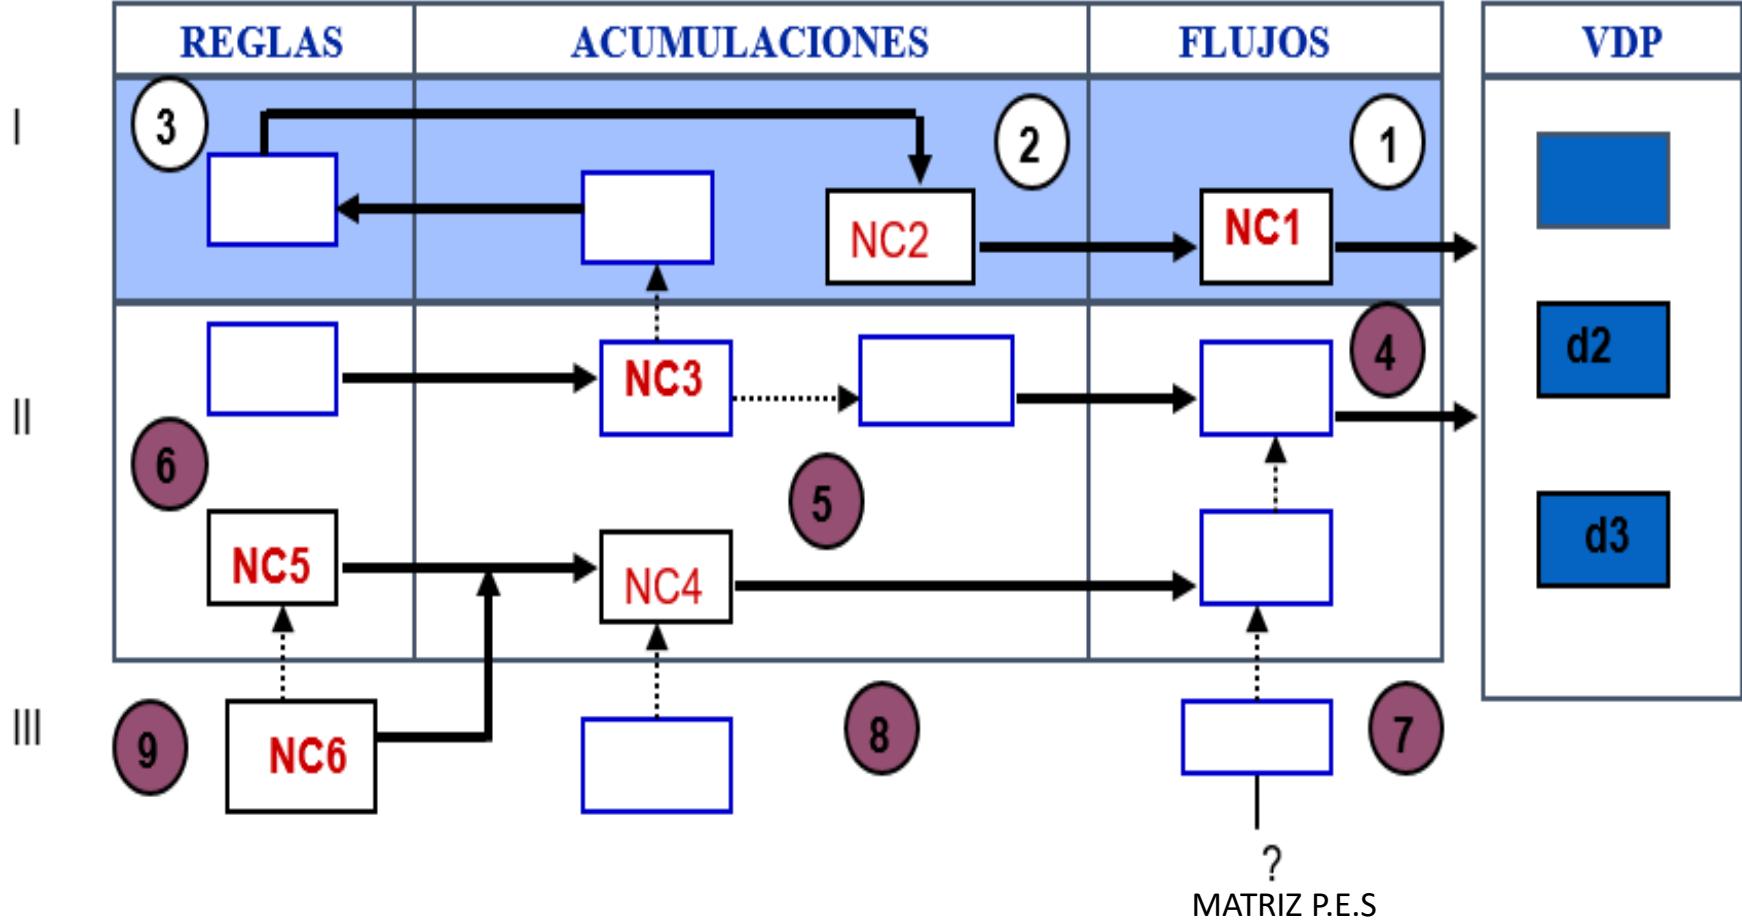 REGLAS ACUMULACIONES FLUJOS VDP
I
3 2 1
NC2 NC1
II
NC3 4 d2
6 5
NC5 NC4 d3
III
9 NC6 8 7
?
MATRIZ P.E.S